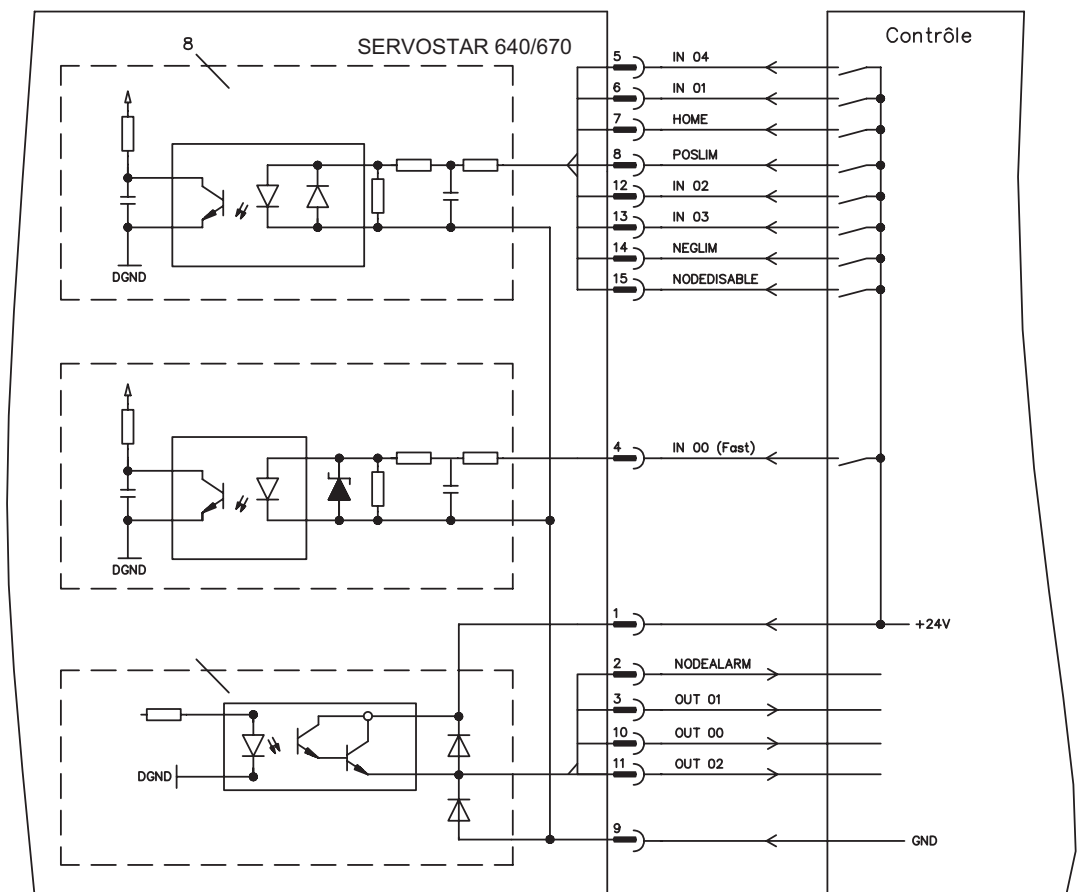 8
SERVOSTAR 640/670
Contrôle
5 IN 04
6 IN 01
7 HOME
8 POSLIM
12 IN 02
13 IN 03
14 NEGLIM
15 NODEDISABLE
DGND
4 IN 00 (Fast)
DGND
1 +24V
2 NODEALARM
3 OUT 01
10 OUT 00
11 OUT 02
DGND
9 GND